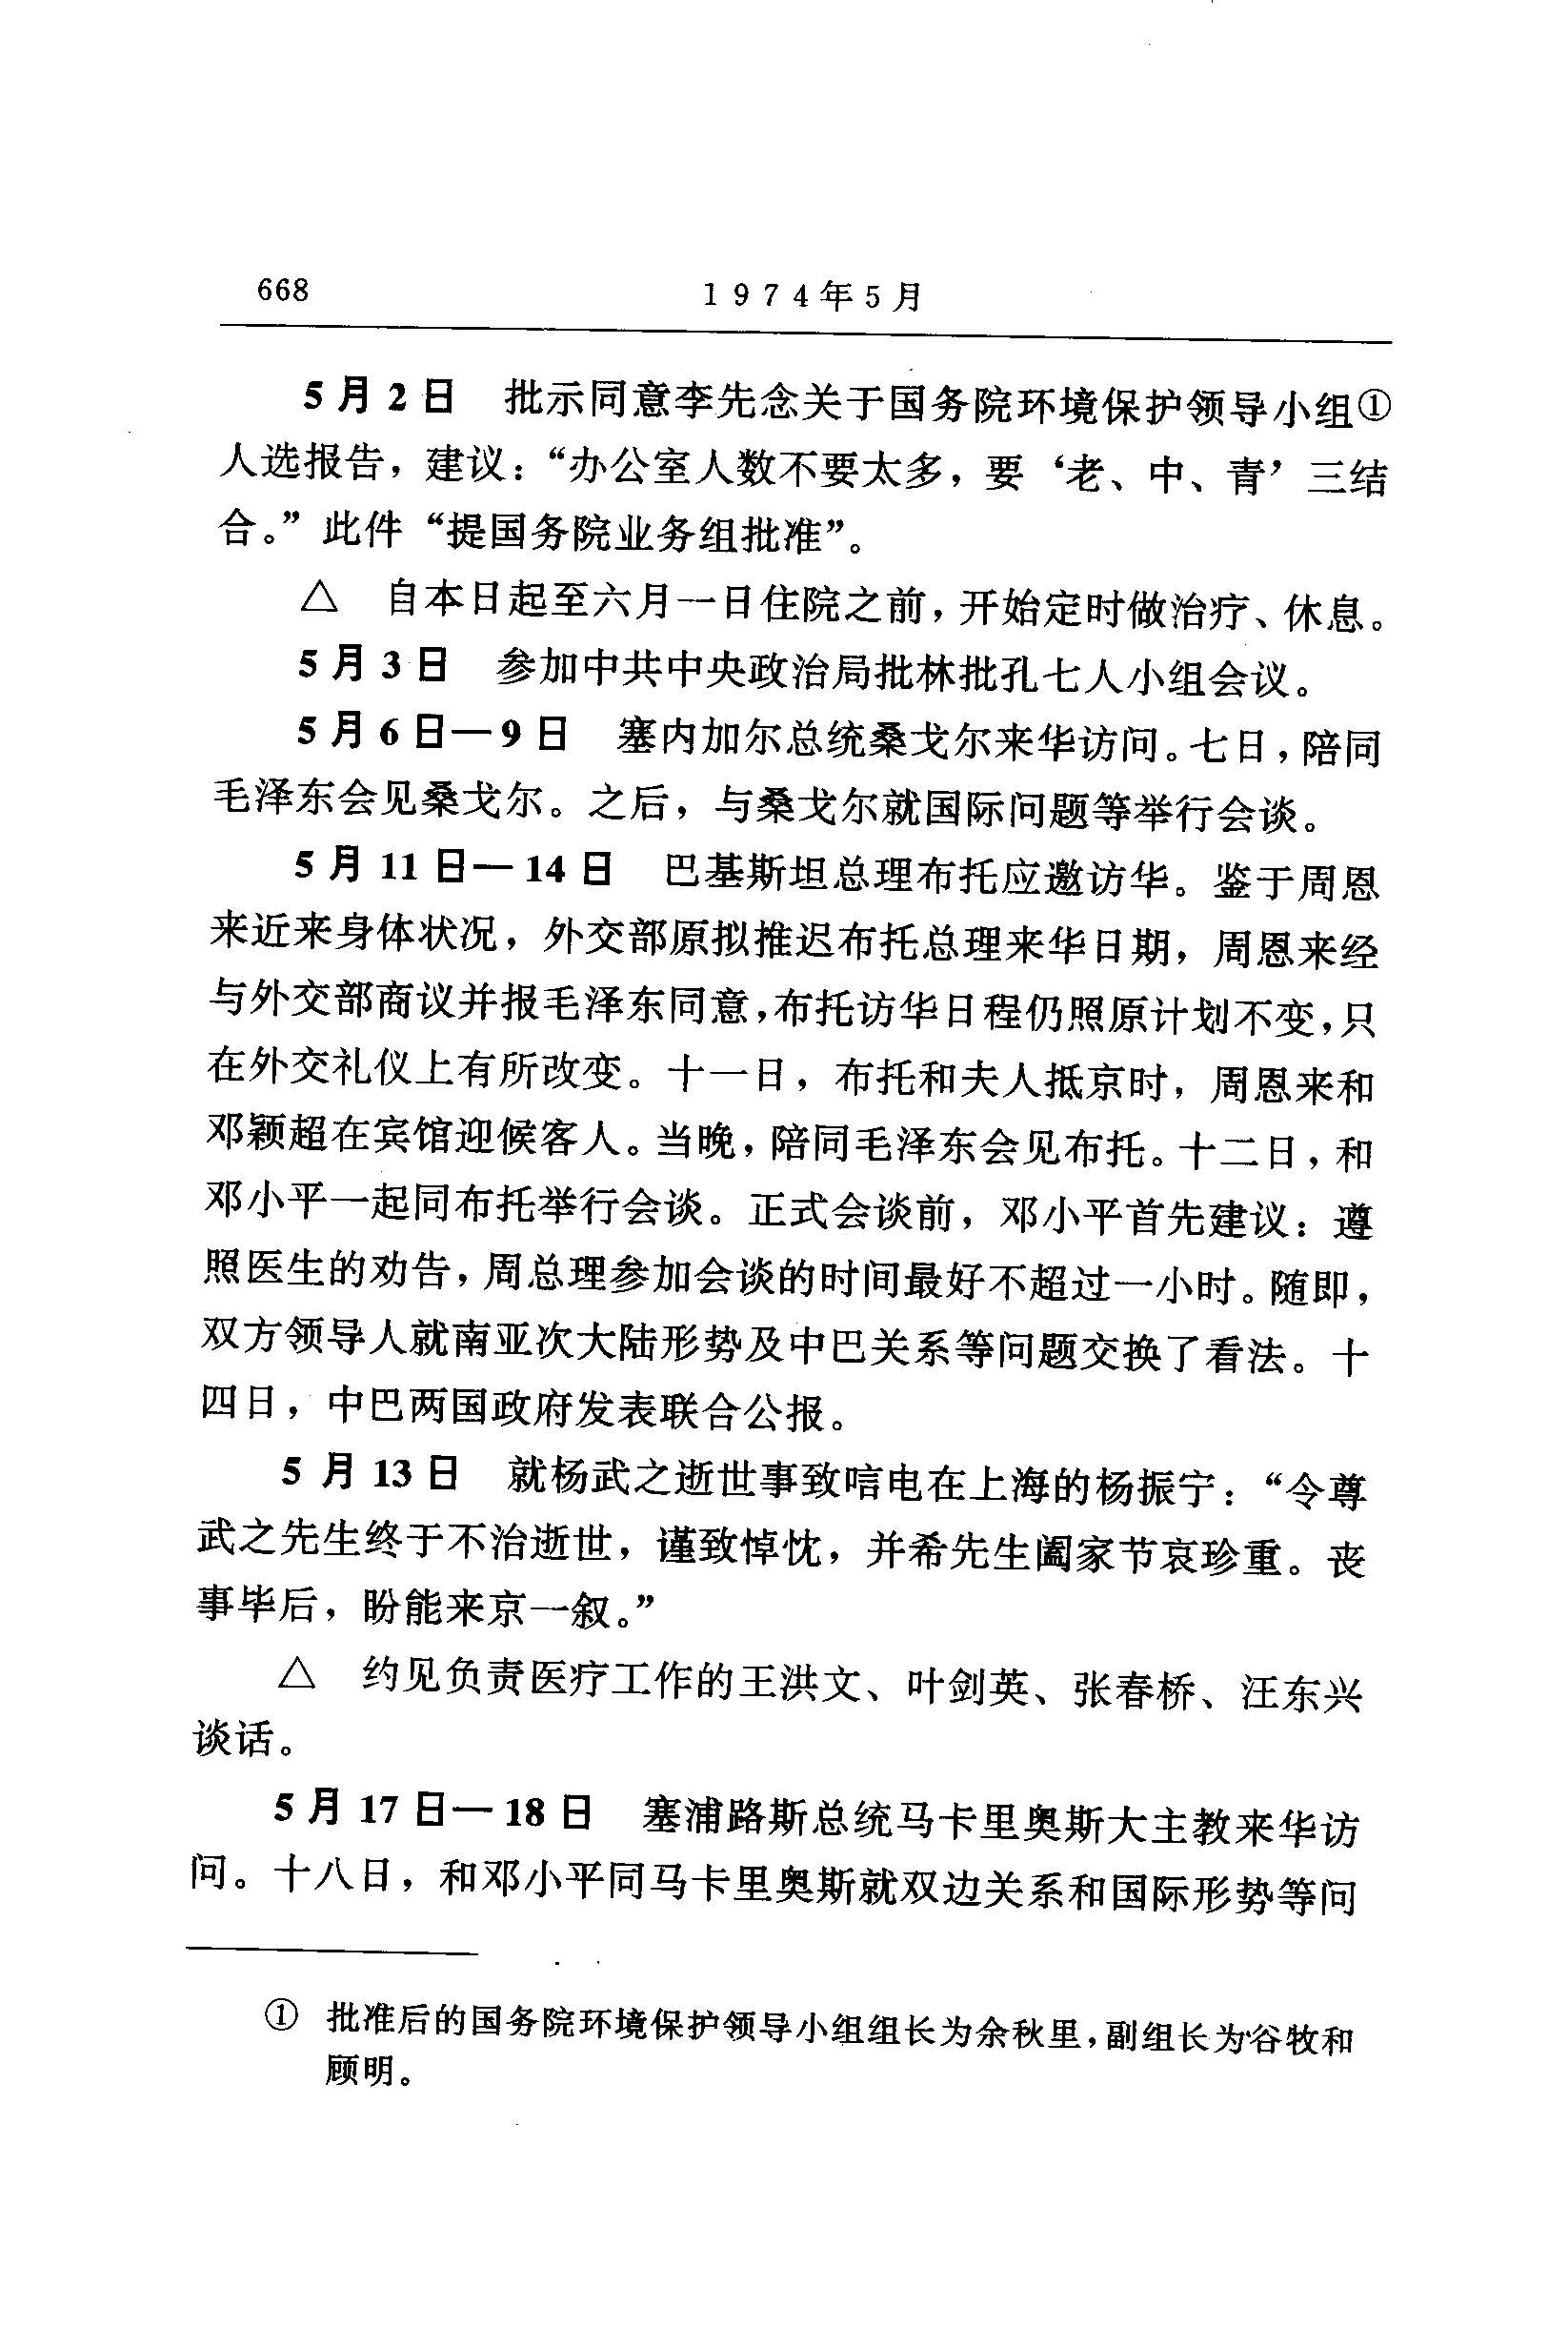 668
1974年5月
5月2日 批示同意李先念关于国务院环境保护领导小组①
人选报告，建议：“办公室人数不要太多，要‘老、中、青’三结
合。”此件“提国务院业务组批准”。
△ 自本日起至六月一日住院之前，开始定时做治疗、休息。
5月3日 参加中共中央政治局批林批孔七人小组会议。
5月6日—9日 塞内加尔总统桑戈尔来华访问。七日，陪同
毛泽东会见桑戈尔。之后，与桑戈尔就国际问题等举行会谈。
5月11日—14日 巴基斯坦总理布托应邀访华。鉴于周恩
来近来身体状况，外交部原拟推迟布托总理来华日期，周恩来经
与外交部商议并报毛泽东同意，布托访华日程仍照原计划不变，只
在外交礼仪上有所改变。十一日，布托和夫人抵京时，周恩来和
邓颖超在宾馆迎候客人。当晚，陪同毛泽东会见布托。十二日，和
邓小平一起同布托举行会谈。正式会谈前，邓小平首先建议：遵
照医生的劝告，周总理参加会谈的时间最好不超过一小时。随即，
双方领导人就南亚次大陆形势及中巴关系等问题交换了看法。十
四日，中巴两国政府发表联合公报。
5月13日 就杨武之逝世事致唁电在上海的杨振宁：“令尊
武之先生终于不治逝世，谨致悼忱，并希先生阖家节哀珍重。丧
事毕后，盼能来京一叙。”
△ 约见负责医疗工作的王洪文、叶剑英、张春桥、汪东兴
谈话。
5月17日—18日 塞浦路斯总统马卡里奥斯大主教来华访
问。十八日，和邓小平同马卡里奥斯就双边关系和国际形势等问
① 批准后的国务院环境保护领导小组组长为余秋里，副组长为谷牧和
顾明。